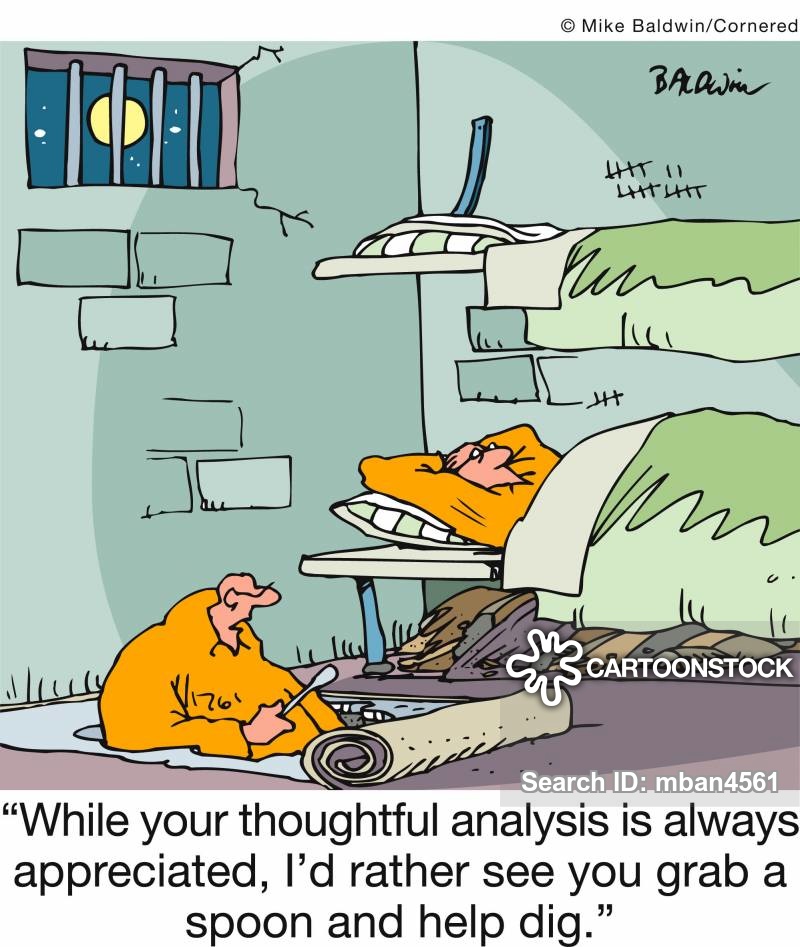 © Mike Baldwin/Cornered
BALDWin
1761
CARTOONSTOCK
Search ID: mban4561
“While your thoughtful analysis is always
appreciated, I’d rather see you grab a
spoon and help dig.”